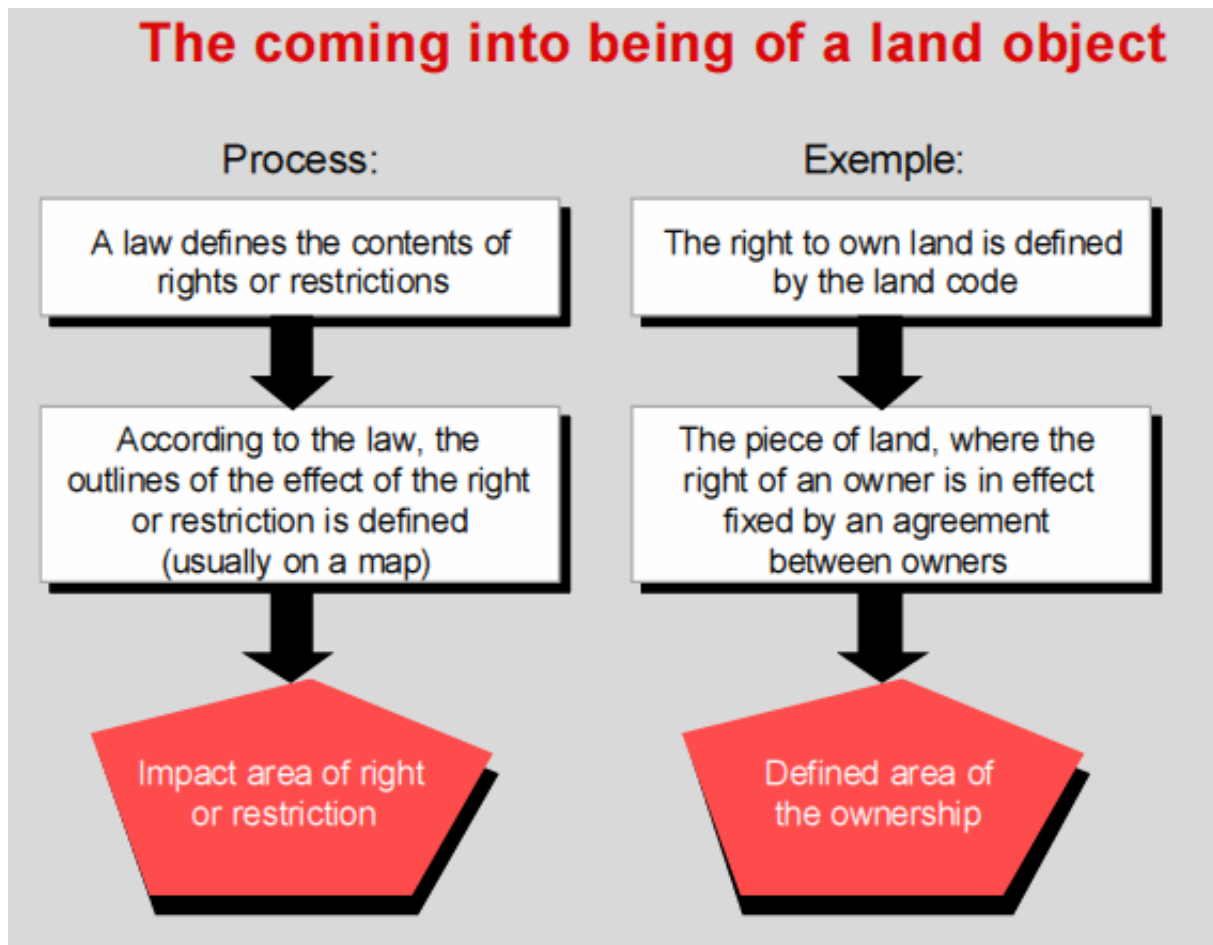 The coming into being of a land object
Process:
A law defines the contents of
rights or restrictions
According to the law, the
outlines of the effect of the right
or restriction is defined
(usually on a map)
Impact area of right
or restriction
Exemple:
The right to own land is defined
by the land code
The piece of land, where the
right of an owner is in effect
fixed by an agreement
between owners
Defined area of
the ownership